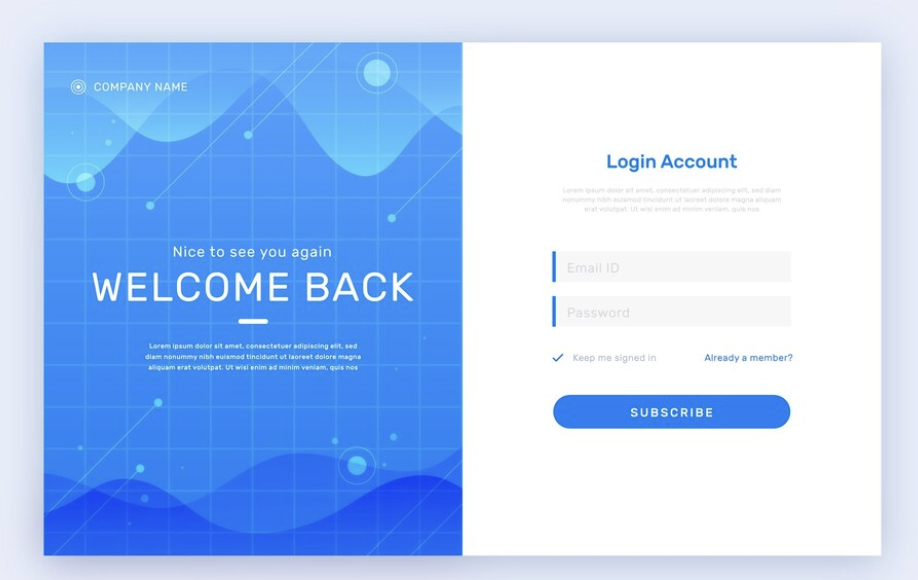 COMPANY NAME
Nice to see you again
WELCOME BACK
Lorem ipsum dolor sit amet, consectetuer adipiscing elit, sed
diam nonummy nibh euismod tincidunt ut laoreet dolore magna
aliquam erat volutpat. Ut wisi enim ad minim veniam, quis nos
Login Account
Lorem ipsum dolor sit amet, consectetuer adipiscing elit, sed diam
nonummy nibh euismod tincidunt ut laoreet dolore magna aliquam
erat volutpat. Ut wisi enim ad minim veniam, quis nos
Email ID
Password
Keep me signed in
Already a member?
SUBSCRIBE